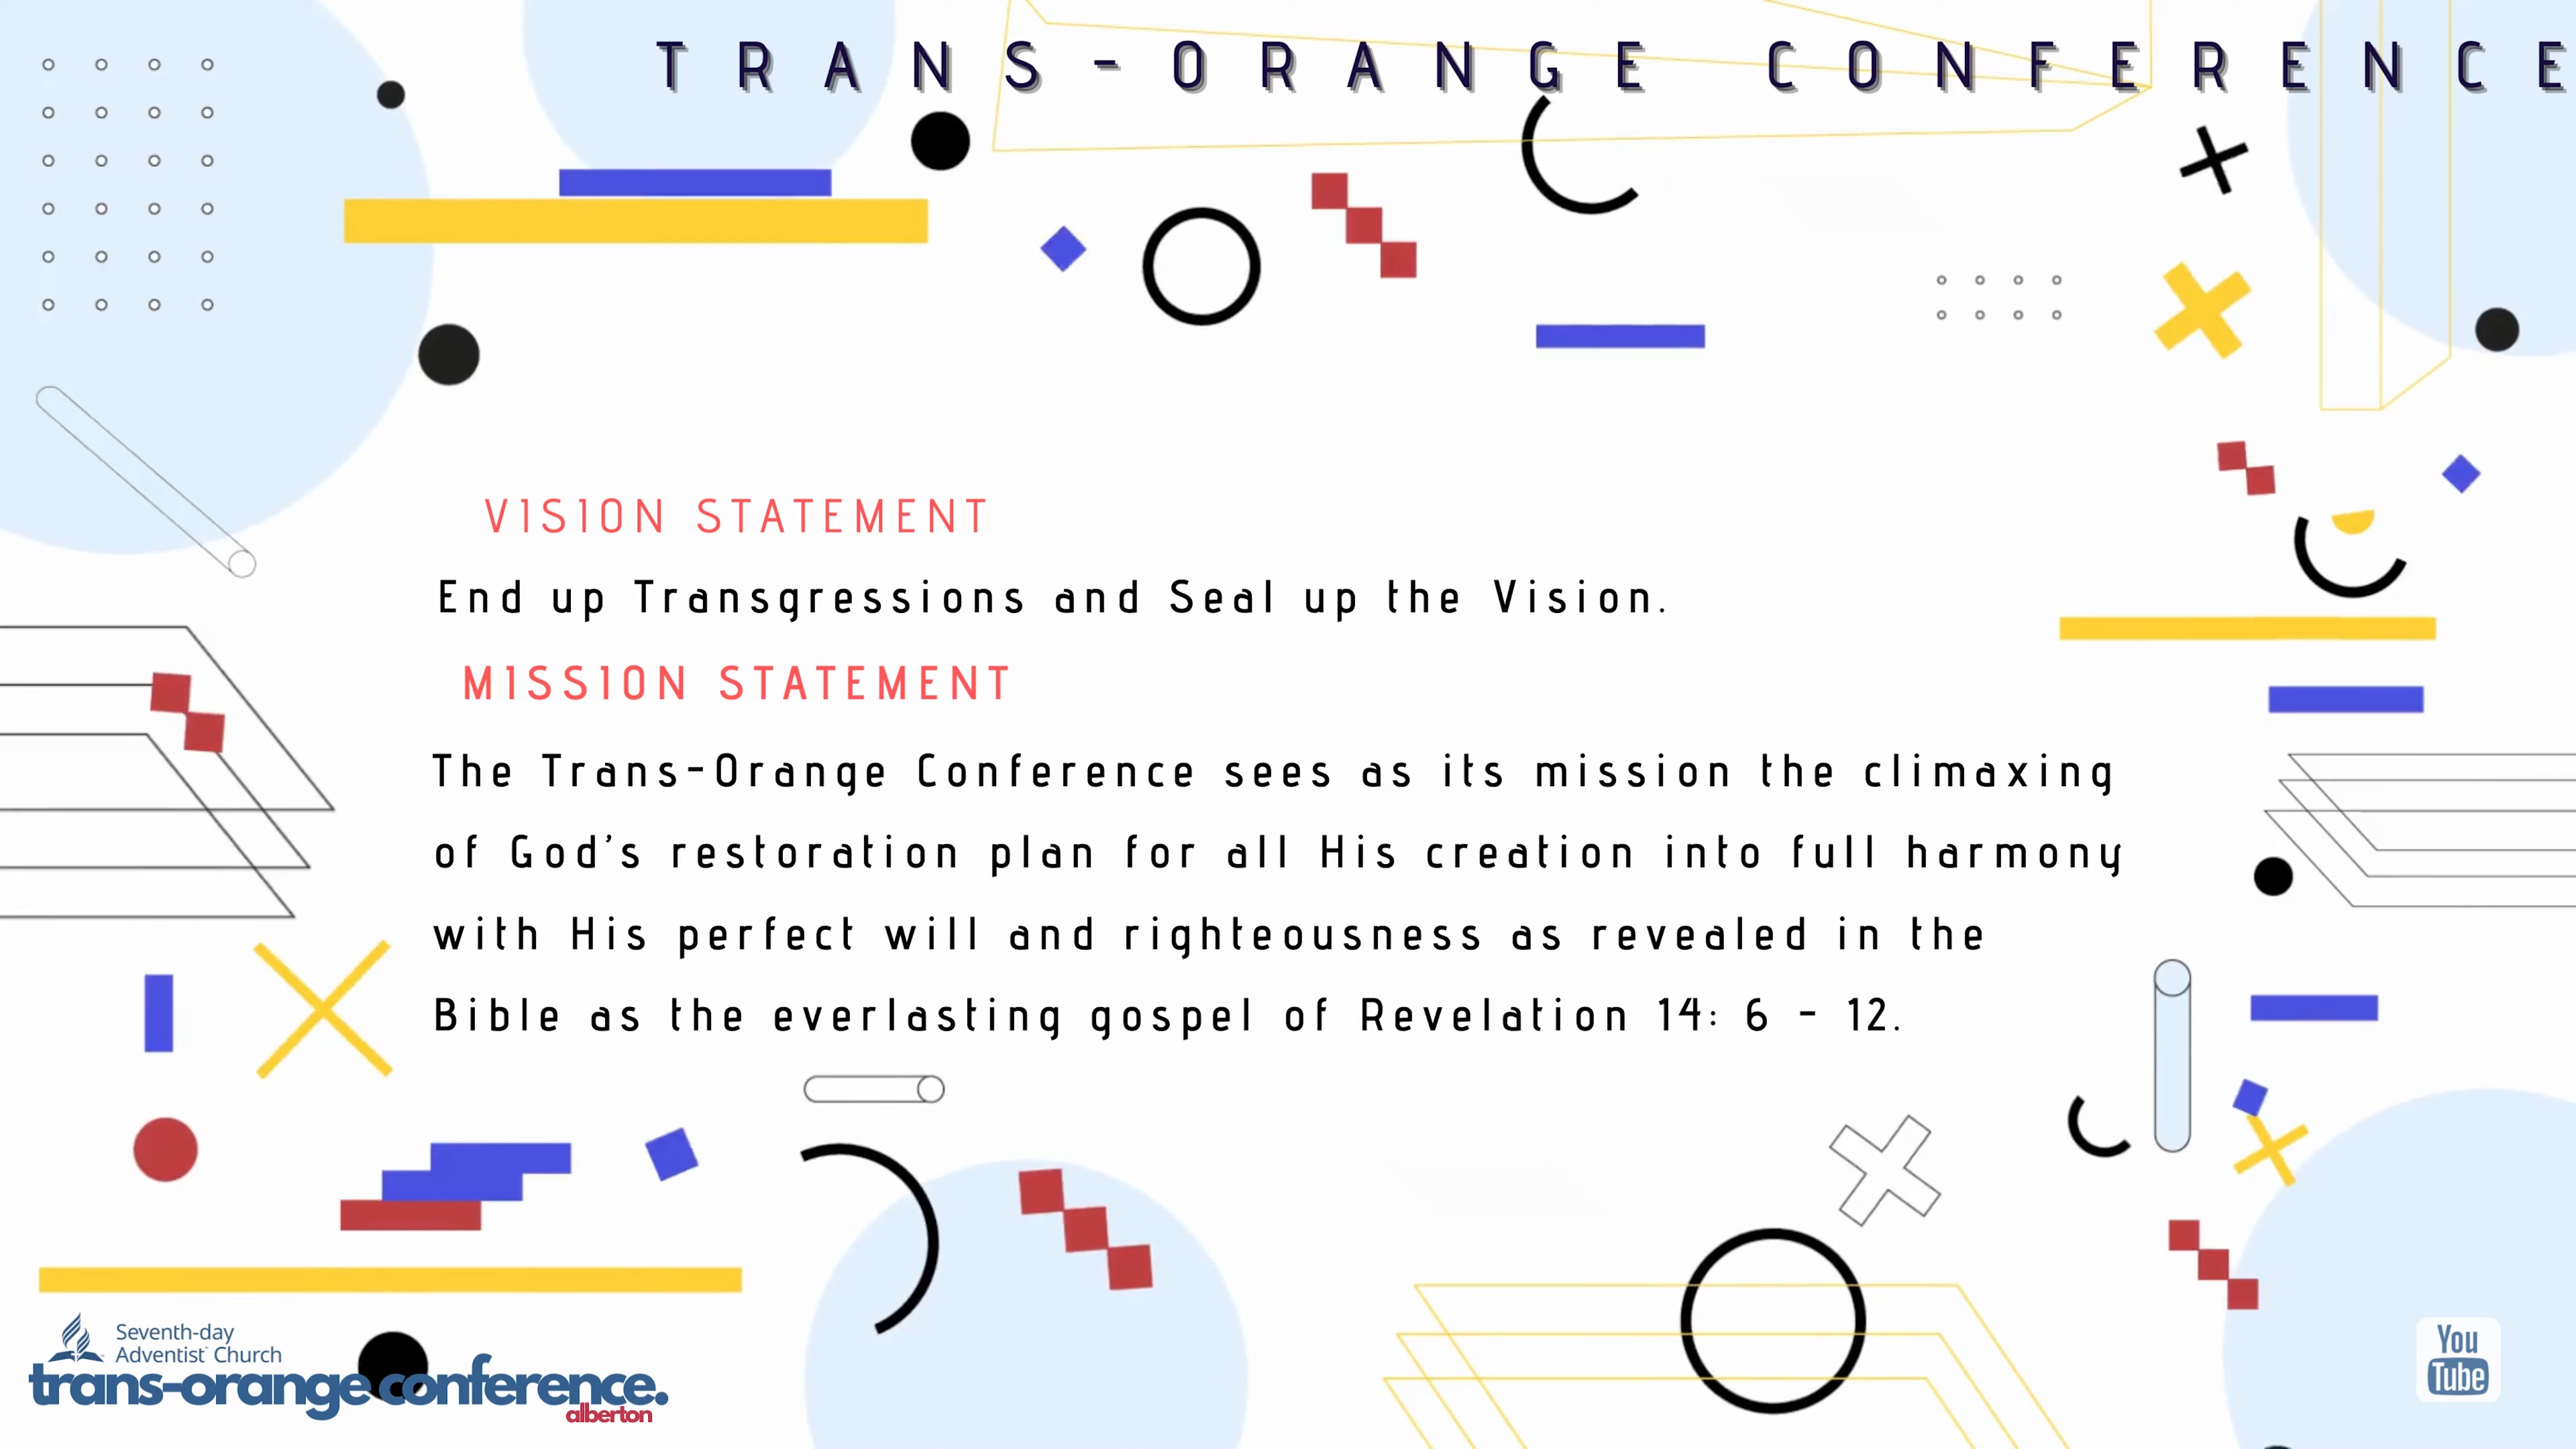 TRANS-ORANGE CONFERENCE
VISION STATEMENT
End up Transgressions and Seal up the Vision.
MISSION STATEMENT
The Trans-Orange Conference sees as its mission the climaxing
of God's restoration plan for all His creation into full harmony
with His perfect will and righteousness as revealed in the
Bible as the everlasting gospel of Revelation 14: 6 - 12.
Seventh-day
Adventist Church
trans-orange conference.
alberton
You
Tube